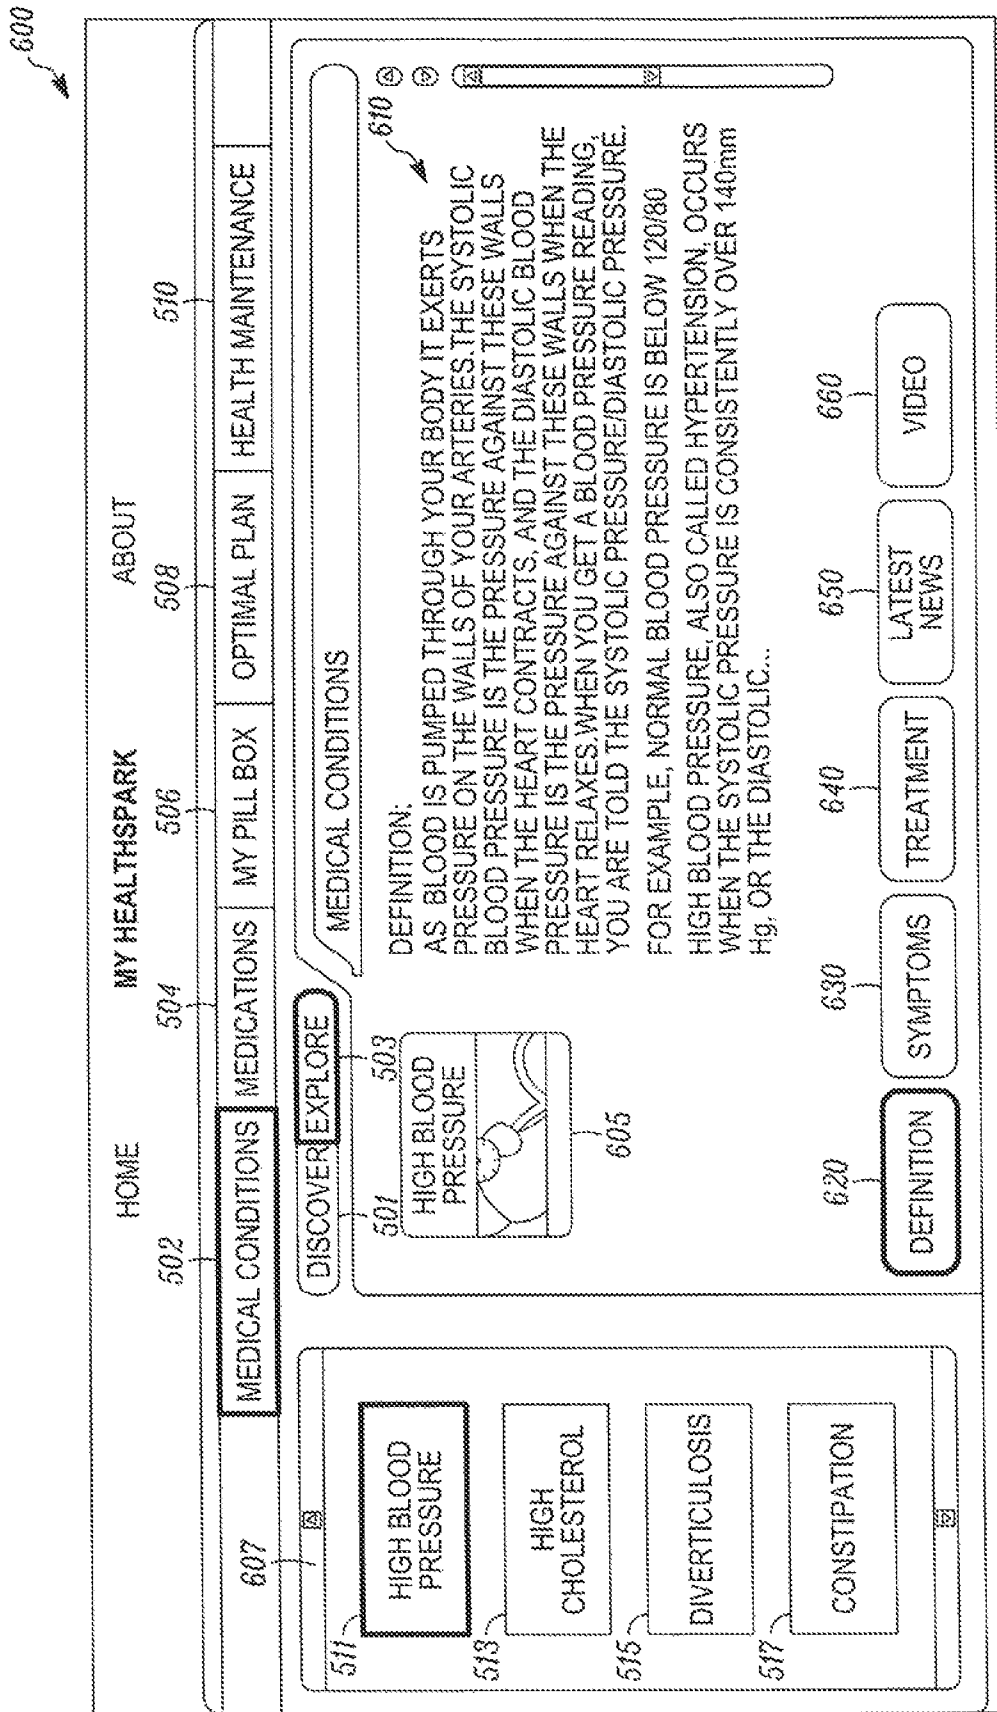 600
HOME MY HEALTHSPARK ABOUT
502 504 506 508 510
MEDICAL CONDITIONS MEDICATIONS MY PILL BOX OPTIMAL PLAN HEALTH MAINTENANCE
607
DISCOVER EXPLORE
MEDICAL CONDITIONS
501 503
610
511
HIGH BLOOD
PRESSURE
513
HIGH
CHOLESTEROL
515
DIVERTICULOSIS
517
CONSTIPATION
HIGH BLOOD
PRESSURE
605
DEFINITION:
AS BLOOD IS PUMPED THROUGH YOUR BODY IT EXERTS
PRESSURE ON THE WALLS OF YOUR ARTERIES.THE SYSTOLIC
BLOOD PRESSURE IS THE PRESSURE AGAINST THESE WALLS
WHEN THE HEART CONTRACTS, AND THE DIASTOLIC BLOOD
PRESSURE IS THE PRESSURE AGAINST THESE WALLS WHEN THE
HEART RELAXES.WHEN YOU GET A BLOOD PRESSURE READING,
YOU ARE TOLD THE SYSTOLIC PRESSURE/DIASTOLIC PRESSURE.
FOR EXAMPLE, NORMAL BLOOD PRESSURE IS BELOW 120/80
HIGH BLOOD PRESSURE, ALSO CALLED HYPERTENSION, OCCURS
WHEN THE SYSTOLIC PRESSURE IS CONSISTENTLY OVER 140mm
Hg, OR THE DIASTOLIC...
620 630 640 650 660
DEFINITION SYMPTOMS TREATMENT LATEST
NEWS VIDEO